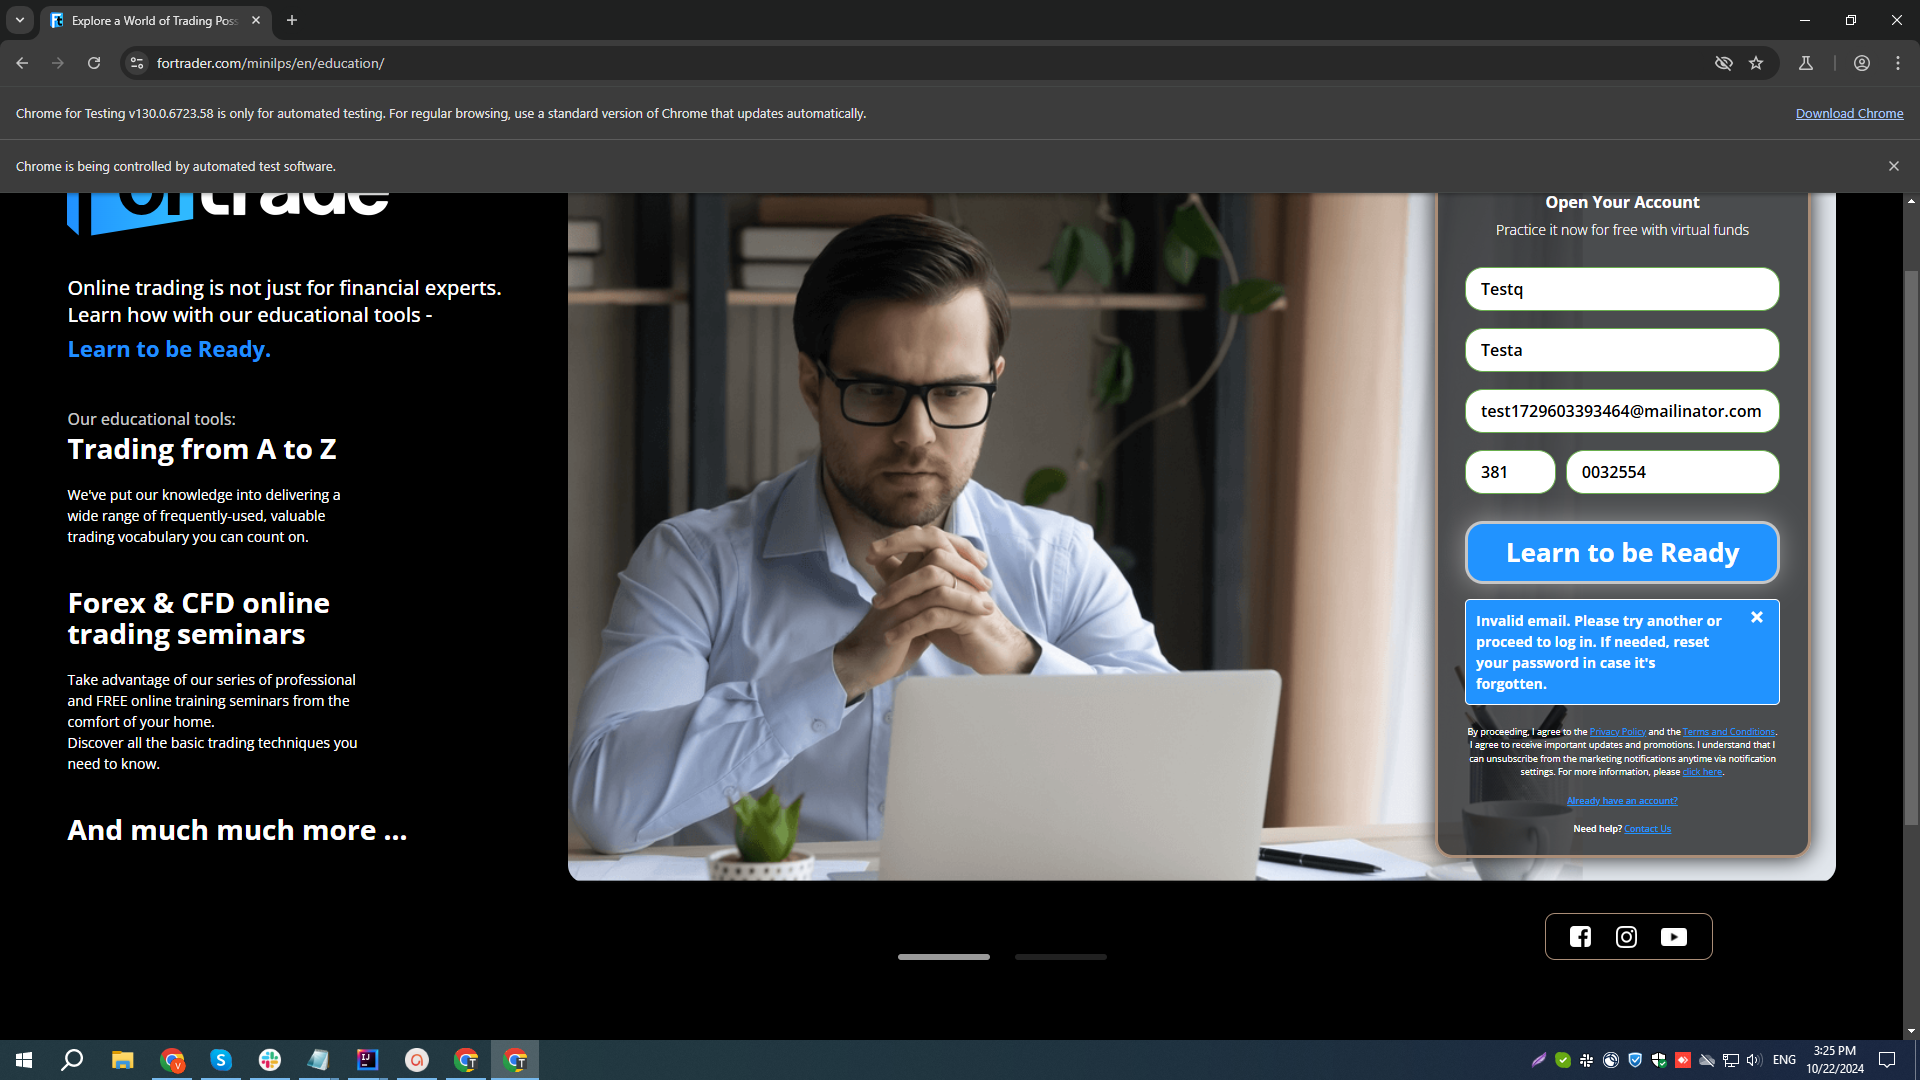 Explore a World of Trading Poss
fortrader.com/minilps/en/education/
Chrome for Testing v130.0.6723.58 is only for automated testing. For regular browsing, use a standard version of Chrome that updates automatically.
Download Chrome
Chrome is being controlled by automated test software.
fortrade
Online trading is not just for financial experts.
Learn how with our educational tools -
Learn to be Ready.
Our educational tools:
Trading from A to Z
We've put our knowledge into delivering a
wide range of frequently-used, valuable
trading vocabulary you can count on.
Forex & CFD online
trading seminars
Take advantage of our series of professional
and FREE online training seminars from the
comfort of your home.
Discover all the basic trading techniques you
need to know.
And much much more ...
Open Your Account
Practice it now for free with virtual funds
Testq
Testa
test1729603393464@mailinator.com
381
0032554
Learn to be Ready
Invalid email. Please try another or
proceed to log in. If needed, reset
your password in case it's
forgotten.
By proceeding, I agree to the Privacy Policy and the Terms and Conditions.
I agree to receive important updates and promotions. I understand that I
can unsubscribe from the marketing notifications anytime via notification
settings. For more information, please click here.
Already have an account?
Need help? Contact Us
ENG
3:25 PM
10/22/2024